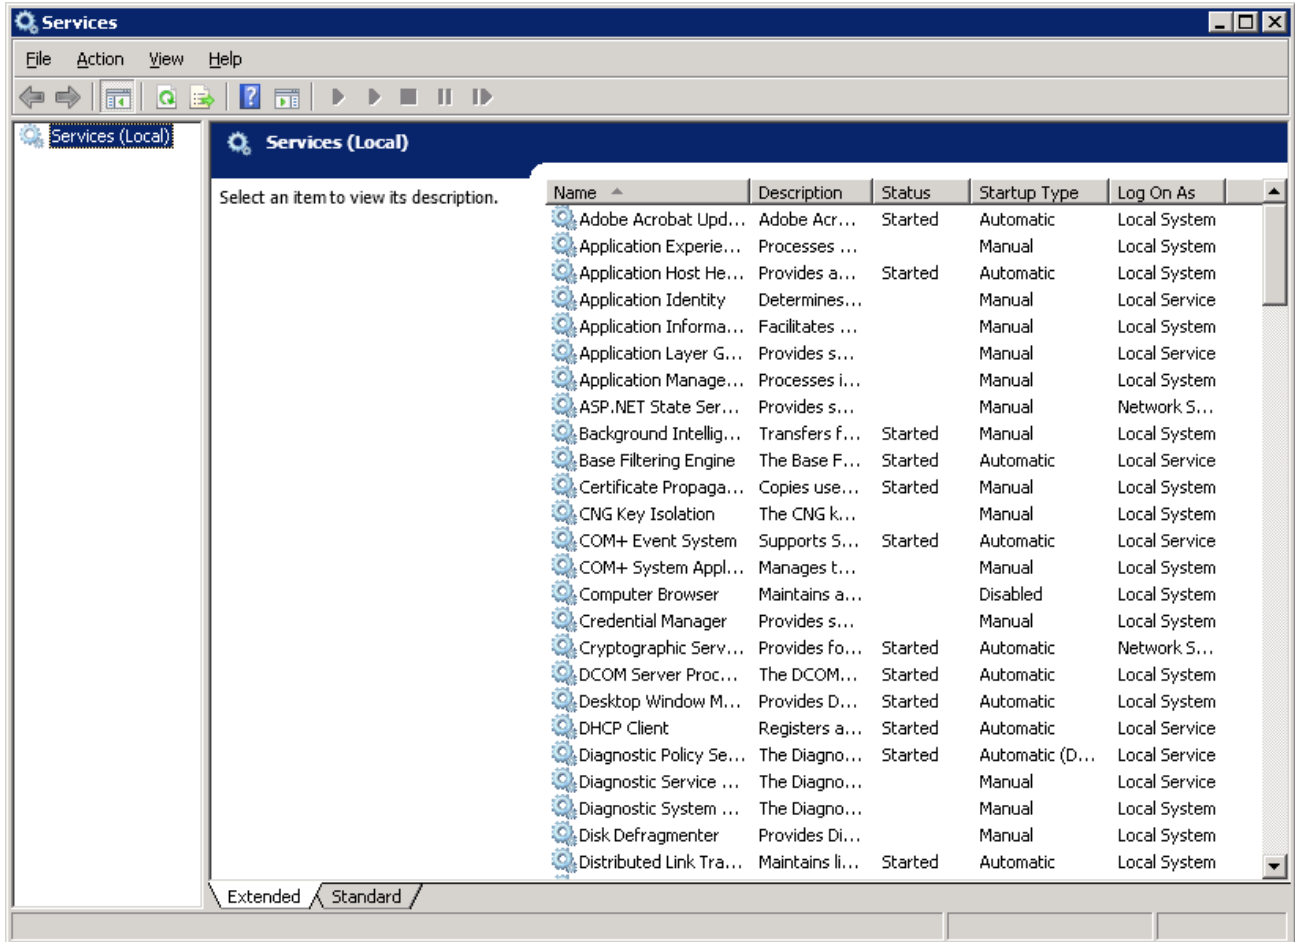 Services
File Action View Help
Services (Local)
Services (Local)
Select an item to view its description.
Name Description Status Startup Type Log On As
Adobe Acrobat Upd... Adobe Acr... Started Automatic Local System
Application Experie... Processes ... Manual Local System
Application Host He... Provides a... Started Automatic Local System
Application Identity Determines... Manual Local Service
Application Informa... Facilitates ... Manual Local System
Application Layer G... Provides s... Manual Local Service
Application Manage... Processes i... Manual Local System
ASP.NET State Ser... Provides s... Manual Network S...
Background Intellig... Transfers f... Started Manual Local System
Base Filtering Engine The Base F... Started Automatic Local Service
Certificate Propaga... Copies use... Started Manual Local System
CNG Key Isolation The CNG k... Manual Local System
COM+ Event System Supports S... Started Automatic Local Service
COM+ System Appl... Manages t... Manual Local System
Computer Browser Maintains a... Disabled Local System
Credential Manager Provides s... Manual Local System
Cryptographic Serv... Provides fo... Started Automatic Network S...
DCOM Server Proc... The DCOM... Started Automatic Local System
Desktop Window M... Provides D... Started Automatic Local System
DHCP Client Registers a... Started Automatic Local Service
Diagnostic Policy Se... The Diagno... Started Automatic (D... Local Service
Diagnostic Service ... The Diagno... Manual Local Service
Diagnostic System ... The Diagno... Manual Local System
Disk Defragmenter Provides Di... Manual Local System
Distributed Link Tra... Maintains li... Started Automatic Local System
Extended Standard